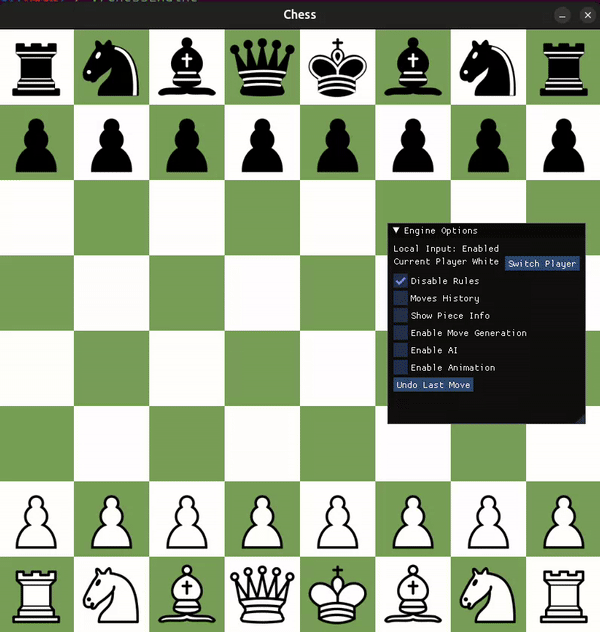 Chess
Engine Options
Local Input: Enabled
Current Player White Switch Player
Disable Rules
Moves History
Show Piece Info
Enable Move Generation
Enable AI
Enable Animation
Undo Last Move